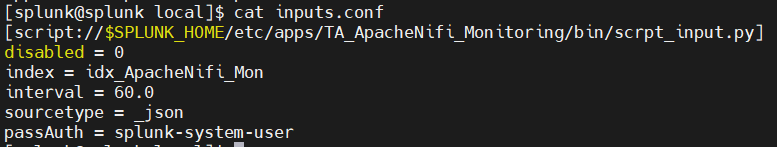 [splunk@splunk local]$ cat inputs.conf
[script://$SPLUNK_HOME/etc/apps/TA_ApacheNifi_Monitoring/bin/scrpt_input.py]
disabled = 0
index = idx_ApacheNifi_Mon
interval = 60.0
sourcetype = _json
passAuth = splunk-system-user